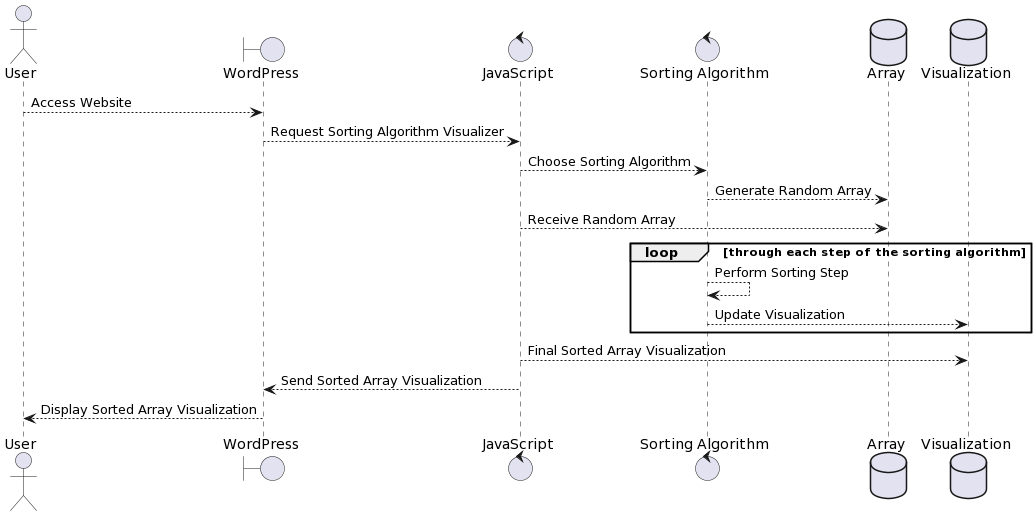 User WordPress JavaScript Sorting Algorithm Array Visualization
Access Website
Request Sorting Algorithm Visualizer
Choose Sorting Algorithm
Generate Random Array
Receive Random Array
loop [through each step of the sorting algorithm]
Perform Sorting Step
Update Visualization
Final Sorted Array Visualization
Send Sorted Array Visualization
Display Sorted Array Visualization
User WordPress JavaScript Sorting Algorithm Array Visualization